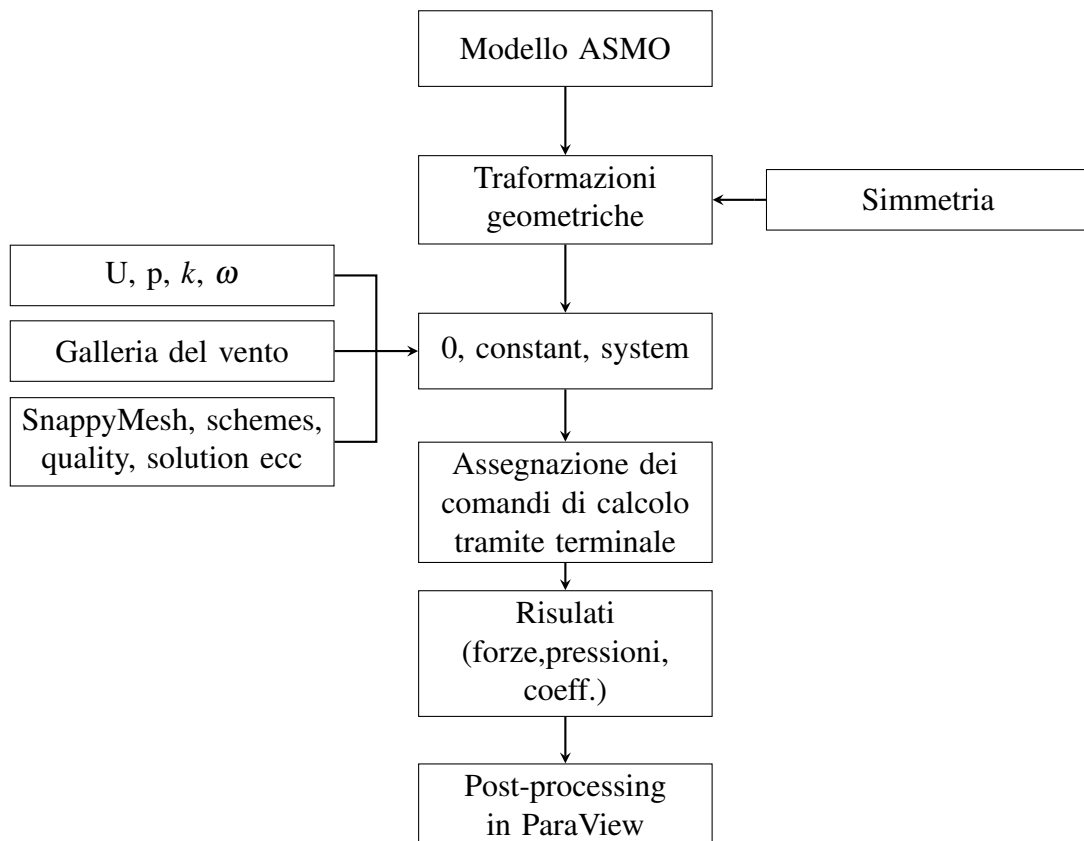 Modello ASMO
Traformazioni
geometriche
Simmetria
U, p, k, ω
Galleria del vento
SnappyMesh, schemes,
quality, solution ecc
0, constant, system
Assegnazione dei
comandi di calcolo
tramite terminale
Risulati
(forze,pressioni,
coeff.)
Post-processing
in ParaView